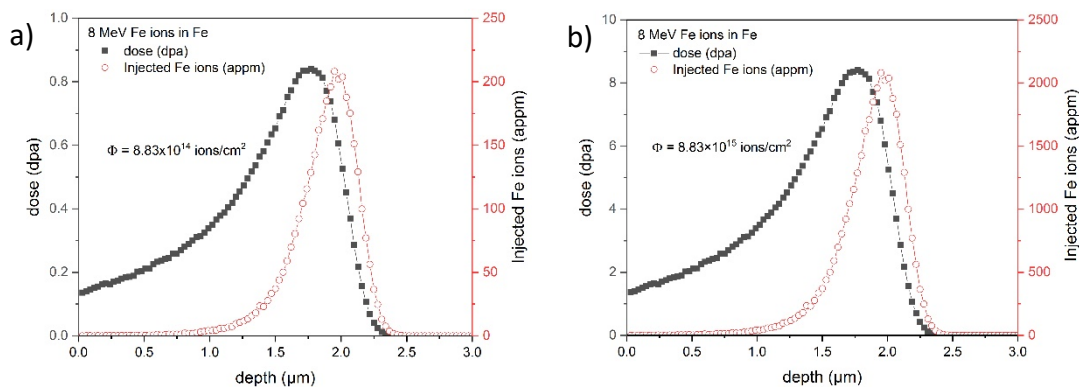 a)
8 MeV Fe ions in Fe
dose (dpa)
Injected Fe ions (appm)
Φ = 8.83x10¹⁴ ions/cm²
1.0
0.8
0.6
0.4
0.2
0.0
dose (dpa)
250
200
150
100
50
0
Injected Fe ions (appm)
0.0 0.5 1.0 1.5 2.0 2.5 3.0
depth (µm)
b)
8 MeV Fe ions in Fe
dose (dpa)
Injected Fe ions (appm)
Φ = 8.83×10¹⁵ ions/cm²
10
8
6
4
2
0
dose (dpa)
2500
2000
1500
1000
500
0
Injected Fe ions (appm)
0.0 0.5 1.0 1.5 2.0 2.5 3.0
depth (µm)